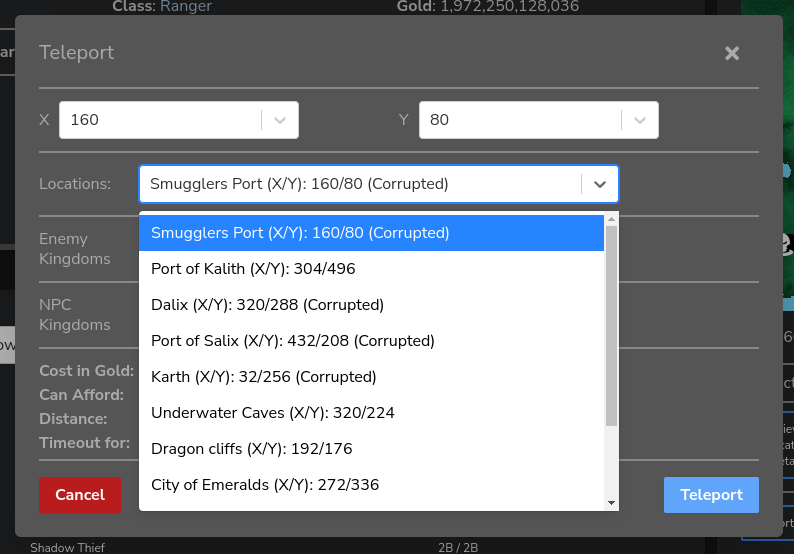 Class: Ranger
Gold: 1,972,250,128,036
Teleport
X 160
Y 80
Locations: Smugglers Port (X/Y): 160/80 (Corrupted)
Smugglers Port (X/Y): 160/80 (Corrupted)
Enemy
Kingdoms
Port of Kalith (X/Y): 304/496
Dalix (X/Y): 320/288 (Corrupted)
NPC
Kingdoms
Port of Salix (X/Y): 432/208 (Corrupted)
Karth (X/Y): 32/256 (Corrupted)
Cost in Gold:
Can Afford:
Underwater Caves (X/Y): 320/224
Distance:
Timeout for:
Dragon cliffs (X/Y): 192/176
City of Emeralds (X/Y): 272/336
Cancel
Teleport
Shadow Thief
2B / 2B